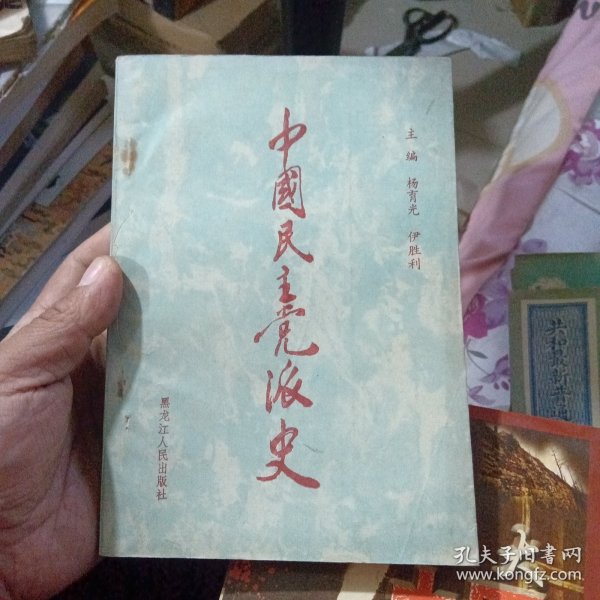 中國民主党派史
主编 杨育光 伊胜利
黑龙江人民出版社
孔夫子旧书网
www.kongfz.com